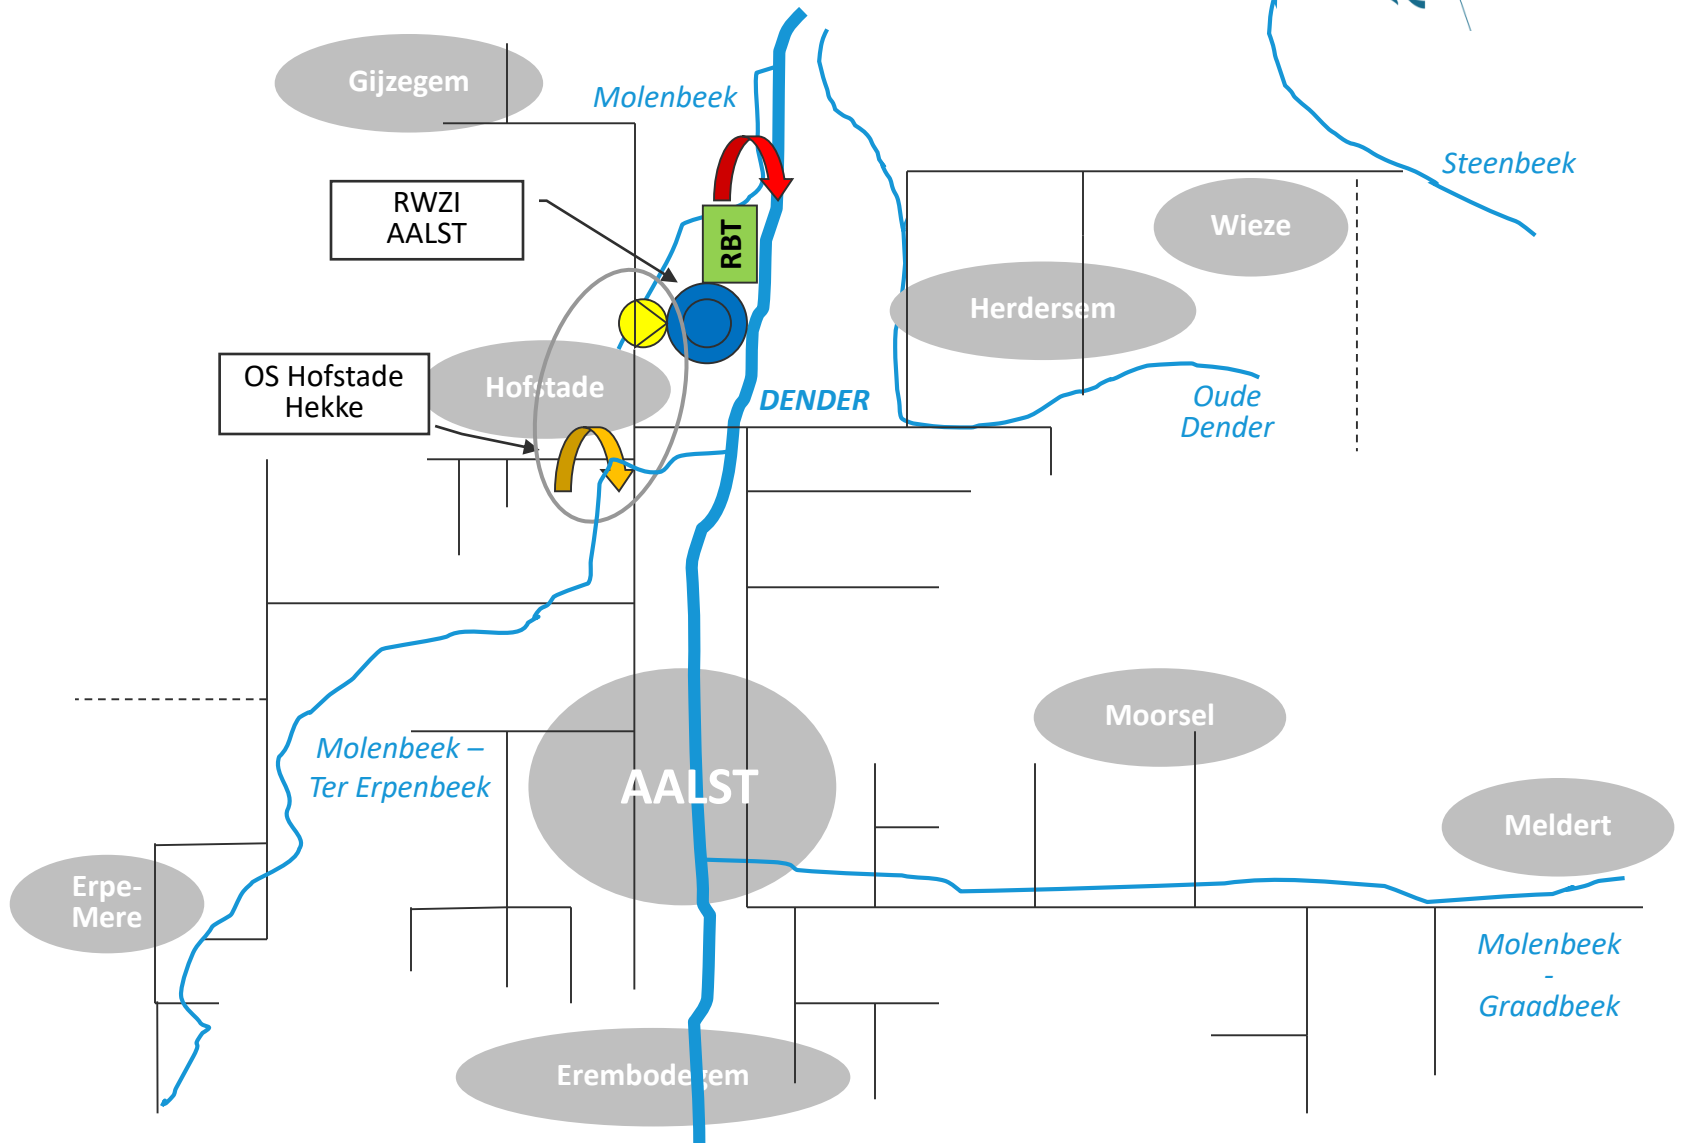 Gijzegem
Molenbeek
Steenbeek
RWZI
AALST
Wieze
RBT
Herdersem
OS Hofstade
Hekke
Hofstade
DENDER
Oude
Dender
Moorsel
Molenbeek –
Ter Erpenbeek
AALST
Meldert
Erpe-
Mere
Molenbeek
-
Graadbeek
Erembodegem